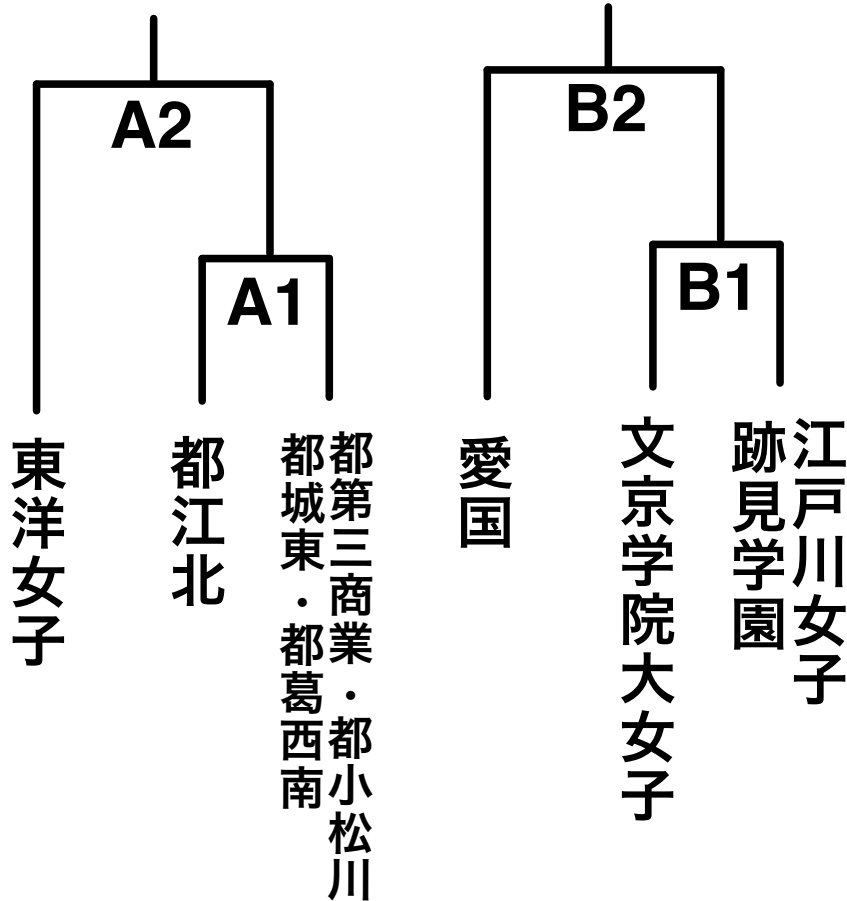 A2
B2
A1
B1
東洋女子
都江北
都第三商業・都小松川
都城東・都葛西南
愛国
文京学院大女子
江戸川女子
跡見学園